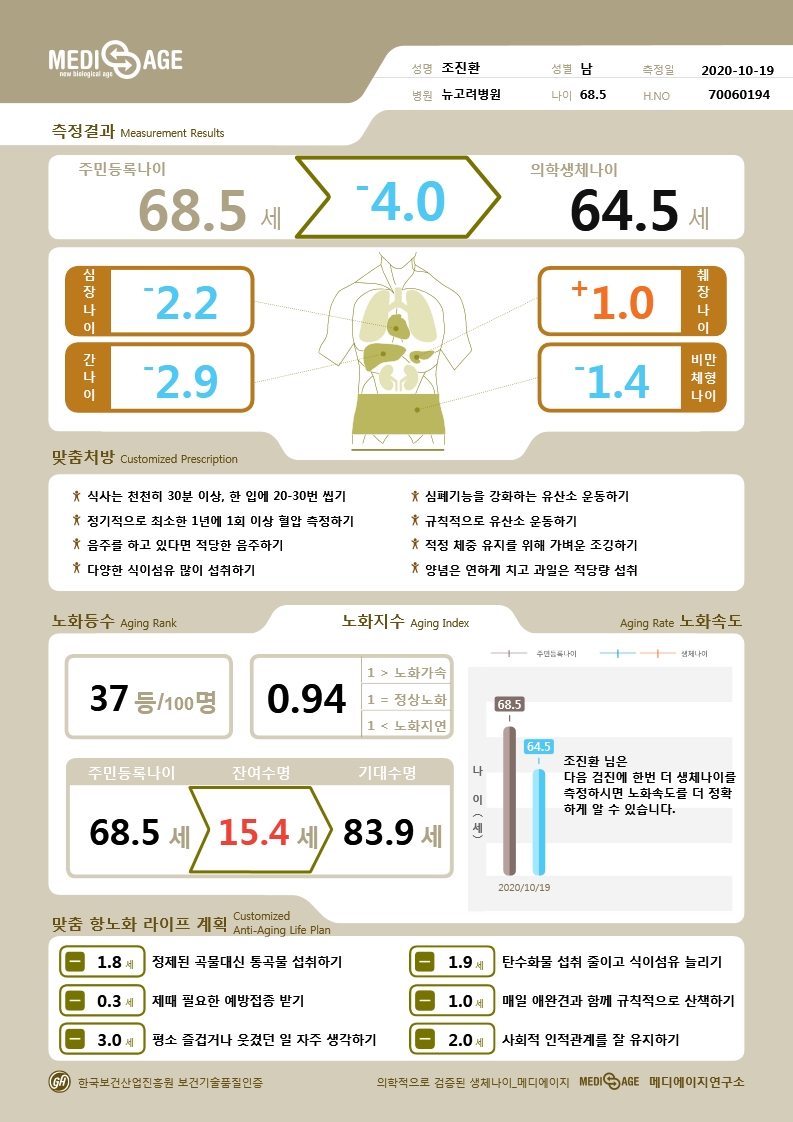 MEDI AGE
new biological age
성명 조진환 성별 남 측정일 2020-10-19
병원 뉴고려병원 나이 68.5 H.NO 70060194
측정결과 Measurement Results
주민등록나이 의학생체나이
68.5 세 -4.0 64.5 세
심장나이 -2.2
+1.0 췌장나이
간나이 -2.9
-1.4 비만체형나이
맞춤처방 Customized Prescription
식사는 천천히 30분 이상, 한 입에 20-30번 씹기
정기적으로 최소한 1년에 1회 이상 혈압 측정하기
음주를 하고 있다면 적당한 음주하기
다양한 식이섬유 많이 섭취하기
심폐기능을 강화하는 유산소 운동하기
규칙적으로 유산소 운동하기
적정 체중 유지를 위해 가벼운 조깅하기
양념은 연하게 치고 과일은 적당량 섭취
노화등수 Aging Rank
노화지수 Aging Index
Aging Rate 노화속도
37 등/100명
0.94
1 > 노화가속
1 = 정상노화
1 < 노화지연
주민등록나이 잔여수명 기대수명
68.5 세 15.4 세 83.9 세
주민등록나이 생체나이
나이(세)
68.5
64.5
조진환 님은
다음 검진에 한번 더 생체나이를
측정하시면 노화속도를 더 정확
하게 알 수 있습니다.
2020/10/19
맞춤 항노화 라이프 계획 Customized
Anti-Aging Life Plan
− 1.8 세 정제된 곡물대신 통곡물 섭취하기
− 0.3 세 제때 필요한 예방접종 받기
− 3.0 세 평소 즐겁거나 웃겼던 일 자주 생각하기
− 1.9 세 탄수화물 섭취 줄이고 식이섬유 늘리기
− 1.0 세 매일 애완견과 함께 규칙적으로 산책하기
− 2.0 세 사회적 인적관계를 잘 유지하기
GH 한국보건산업진흥원 보건기술품질인증
의학적으로 검증된 생체나이_메디에이지 MEDI AGE 메디에이지연구소